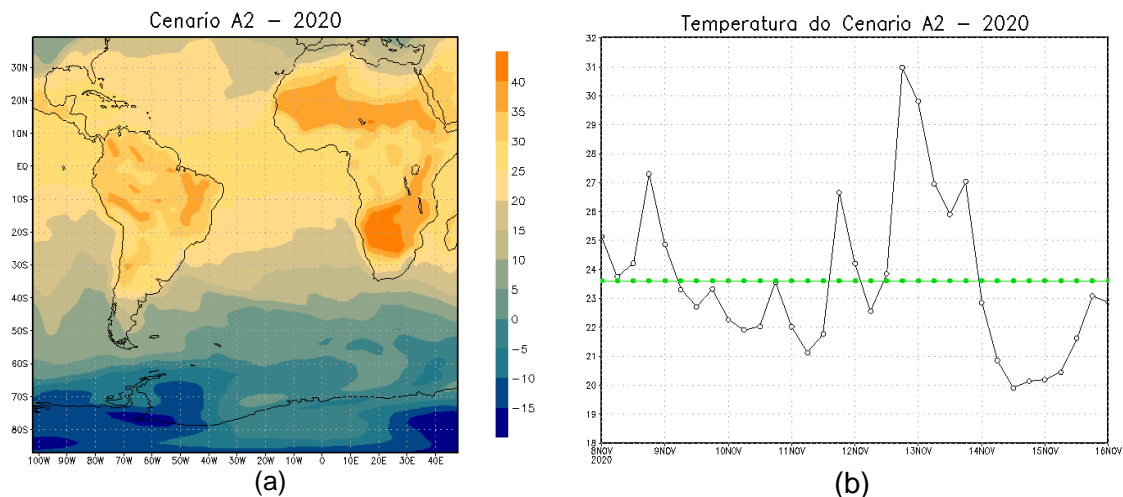 Cenario A2 – 2020
30N
20N
10N
EQ
10S
20S
30S
40S
50S
60S
70S
80S
100W 90W 80W 70W 60W 50W 40W 30W 20W 10W 0 10E 20E 30E 40E
40
35
30
25
20
15
10
5
0
−5
−10
−15
(a)
Temperatura do Cenario A2 – 2020
32
31
30
29
28
27
26
25
24
23
22
21
20
19
18
8NOV 9NOV 10NOV 11NOV 12NOV 13NOV 14NOV 15NOV 16NOV
2020
(b)